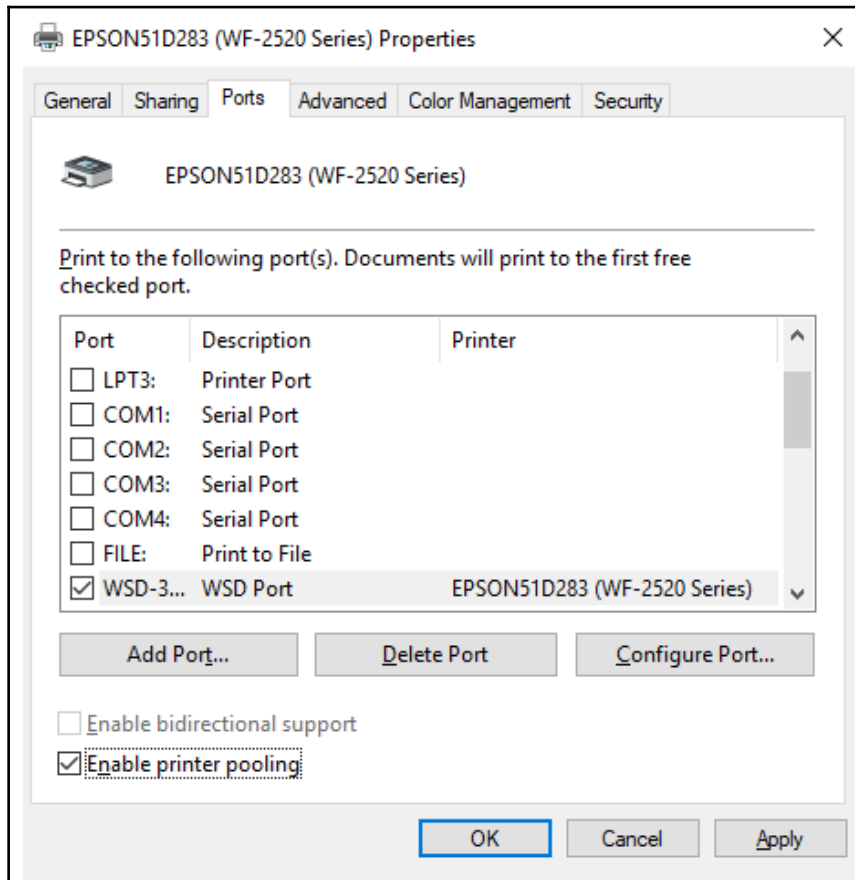 EPSON51D283 (WF-2520 Series) Properties
General Sharing Ports Advanced Color Management Security
EPSON51D283 (WF-2520 Series)
Print to the following port(s). Documents will print to the first free
checked port.
Port Description Printer
LPT3: Printer Port
COM1: Serial Port
COM2: Serial Port
COM3: Serial Port
COM4: Serial Port
FILE: Print to File
WSD-3... WSD Port EPSON51D283 (WF-2520 Series)
Add Port... Delete Port Configure Port...
Enable bidirectional support
Enable printer pooling
OK Cancel Apply